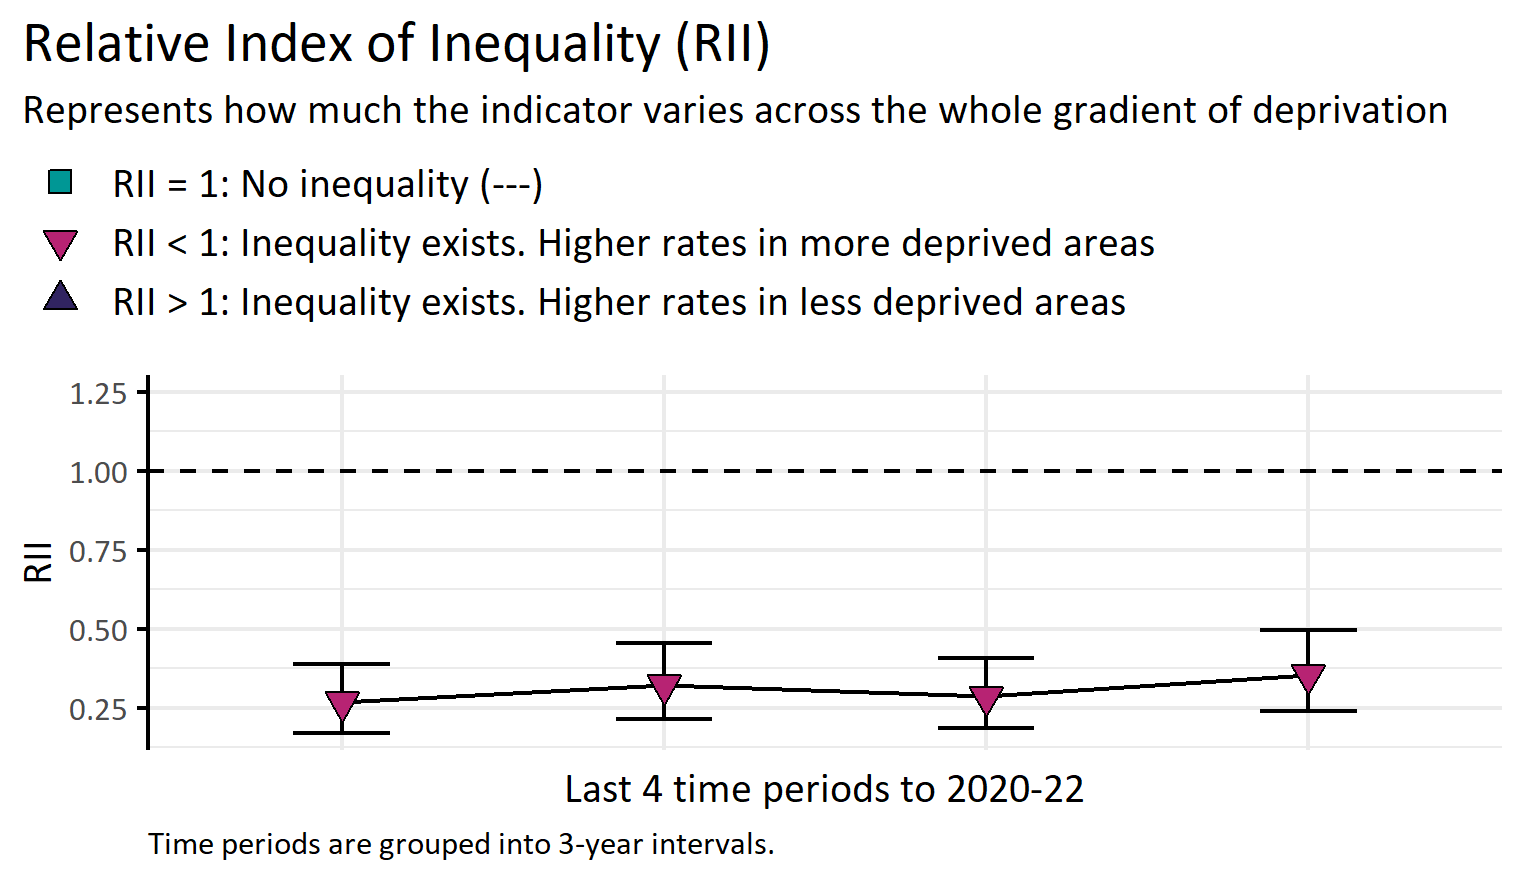 Relative Index of Inequality (RII)
Represents how much the indicator varies across the whole gradient of deprivation
RII = 1: No inequality (---)
RII < 1: Inequality exists. Higher rates in more deprived areas
RII > 1: Inequality exists. Higher rates in less deprived areas
1.25
1.00
0.75
0.50
0.25
RII
Last 4 time periods to 2020-22
Time periods are grouped into 3-year intervals.